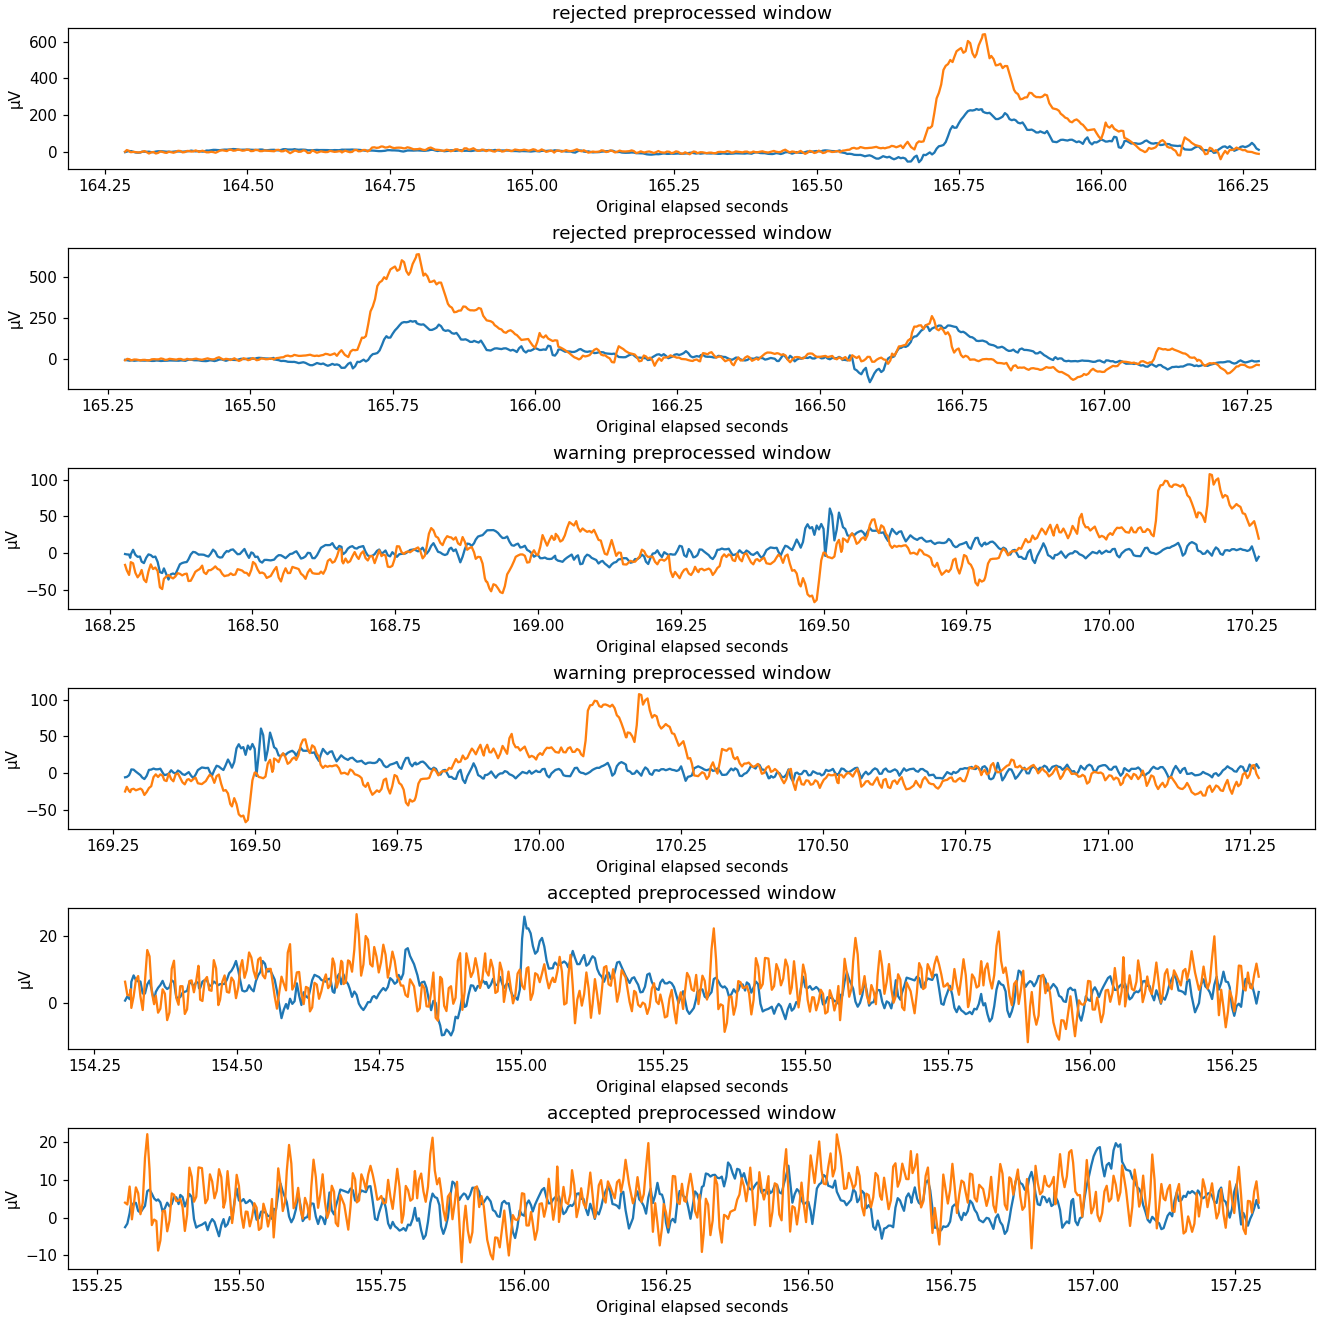 rejected preprocessed window
600
400
200
0
µV
164.25 164.50 164.75 165.00 165.25 165.50 165.75 166.00 166.25
Original elapsed seconds
rejected preprocessed window
500
250
0
µV
165.25 165.50 165.75 166.00 166.25 166.50 166.75 167.00 167.25
Original elapsed seconds
warning preprocessed window
100
50
0
−50
µV
168.25 168.50 168.75 169.00 169.25 169.50 169.75 170.00 170.25
Original elapsed seconds
warning preprocessed window
100
50
0
−50
µV
169.25 169.50 169.75 170.00 170.25 170.50 170.75 171.00 171.25
Original elapsed seconds
accepted preprocessed window
20
0
µV
154.25 154.50 154.75 155.00 155.25 155.50 155.75 156.00 156.25
Original elapsed seconds
accepted preprocessed window
20
10
0
−10
µV
155.25 155.50 155.75 156.00 156.25 156.50 156.75 157.00 157.25
Original elapsed seconds